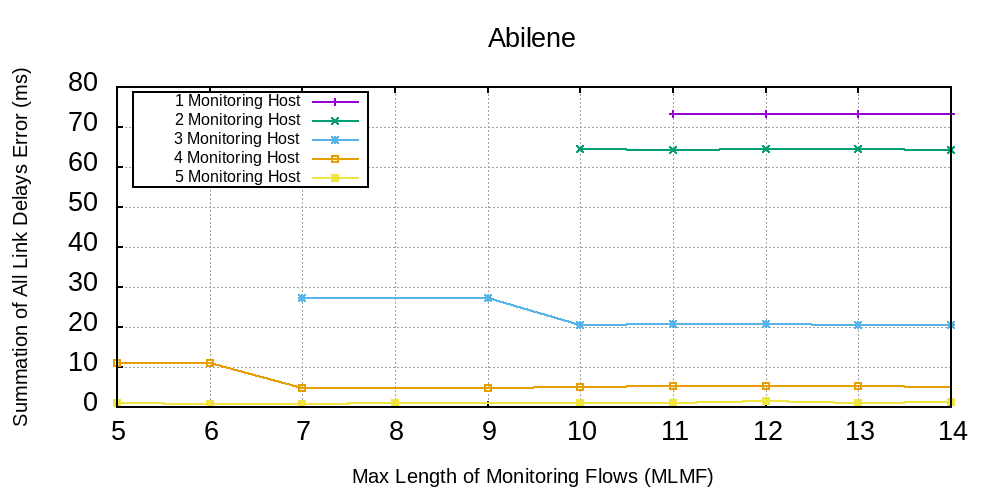 Abilene
Summation of All Link Delays Error (ms)
80
70
60
50
40
30
20
10
0
1 Monitoring Host
2 Monitoring Host
3 Monitoring Host
4 Monitoring Host
5 Monitoring Host
5 6 7 8 9 10 11 12 13 14
Max Length of Monitoring Flows (MLMF)